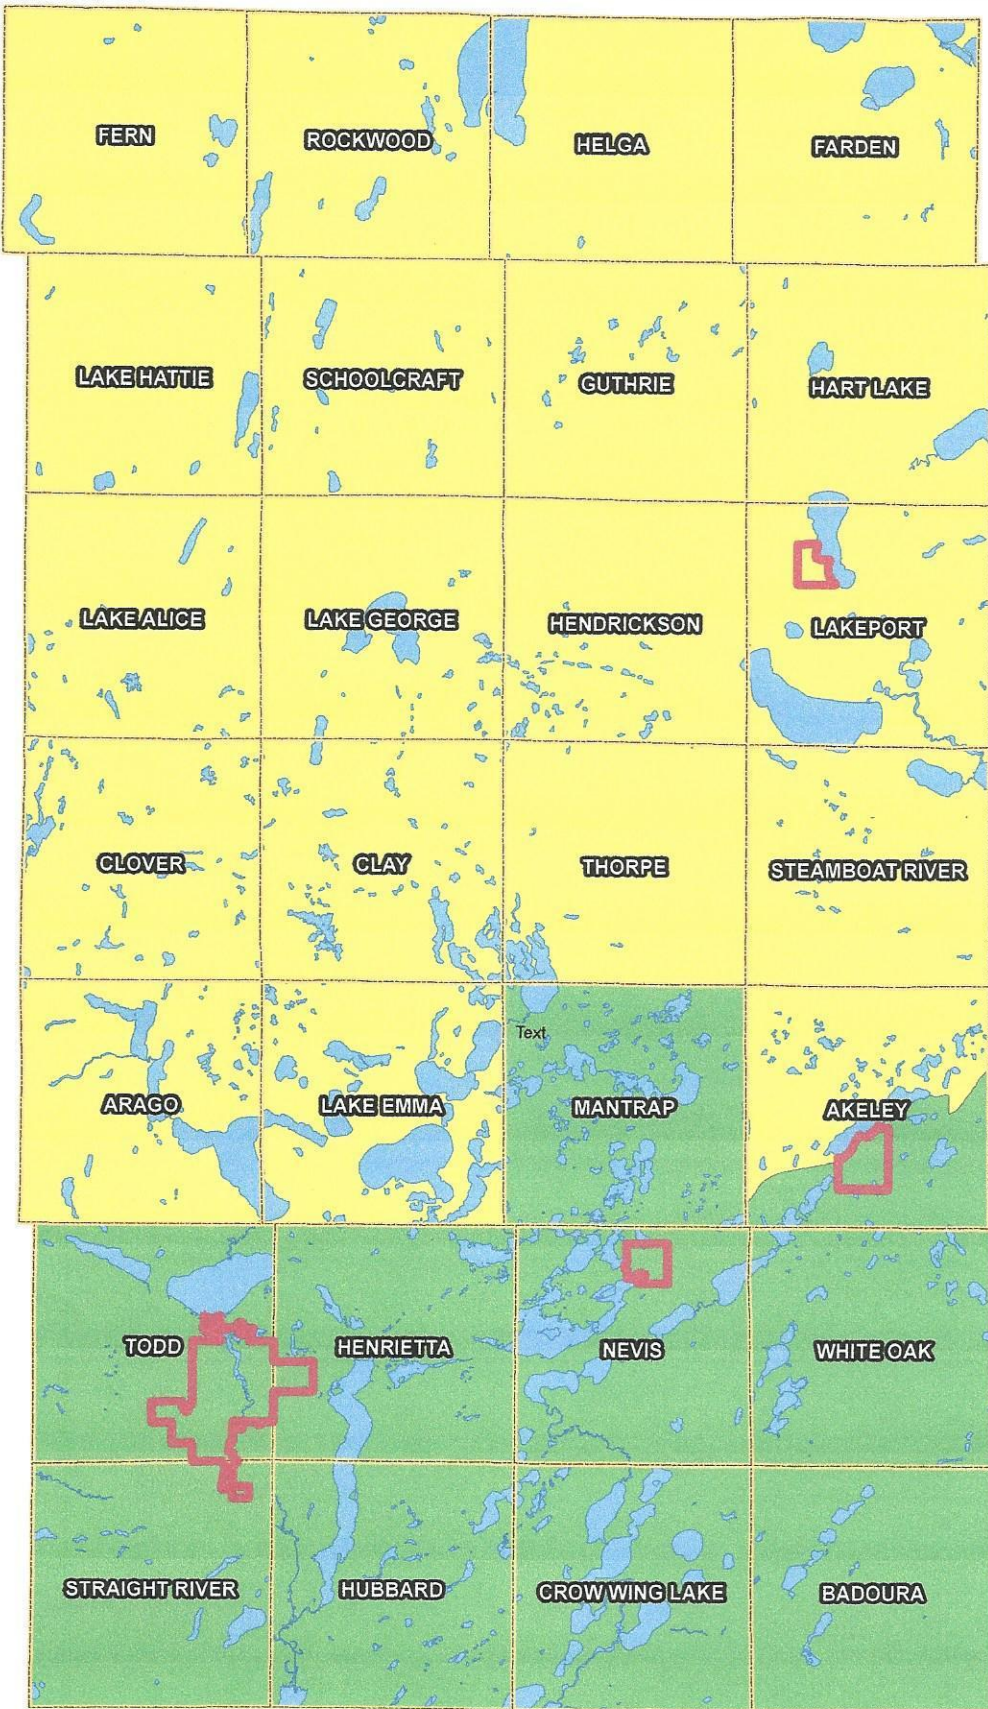 FERN
ROCKWOOD
HELGA
FARDEN
LAKE HATTIE
SCHOOLCRAFT
GUTHRIE
HART LAKE
LAKE ALICE
LAKE GEORGE
HENDRICKSON
LAKEPORT
CLOVER
CLAY
THORPE
STEAMBOAT RIVER
Text
ARAGO
LAKE EMMA
MANTRAP
AKELEY
TODD
HENRIETTA
NEVIS
WHITE OAK
STRAIGHT RIVER
HUBBARD
CROW WING LAKE
BADOURA